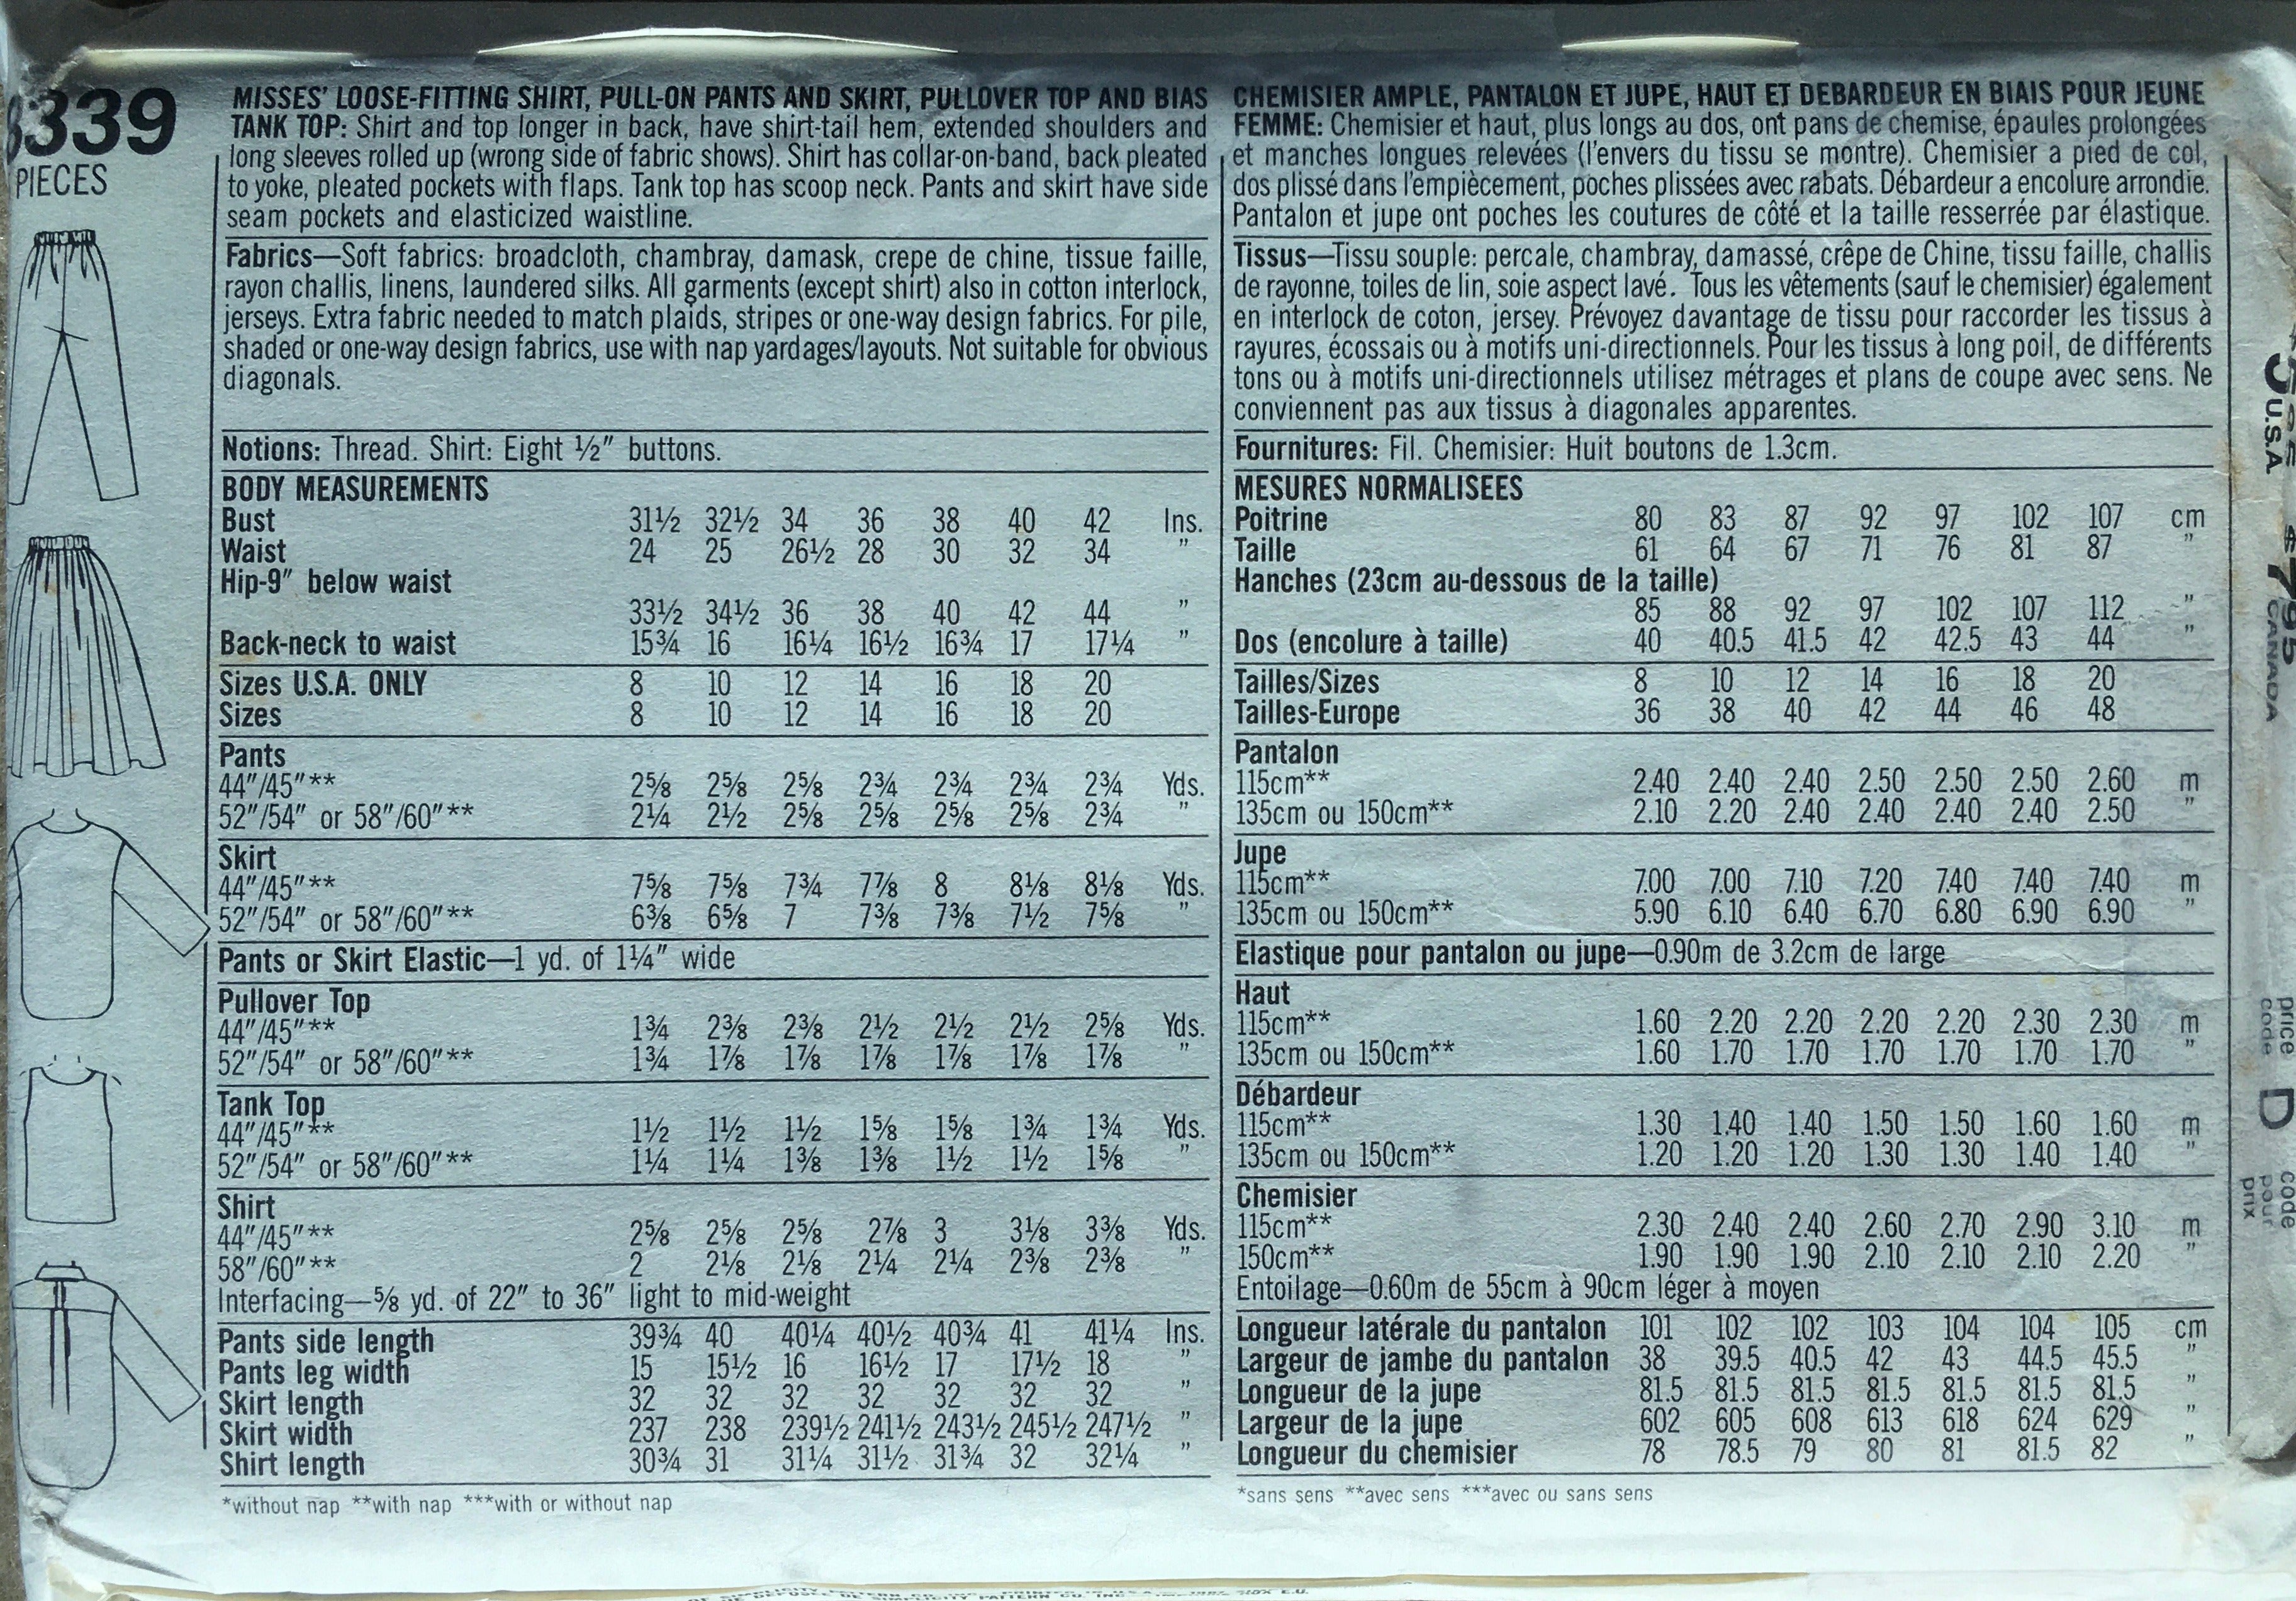 339
PIECES
MISSES' LOOSE-FITTING SHIRT, PULL-ON PANTS AND SKIRT, PULLOVER TOP AND BIAS
TANK TOP: Shirt and top longer in back, have shirt-tail hem, extended shoulders and
long sleeves rolled up (wrong side of fabric shows). Shirt has collar-on-band, back pleated
to yoke, pleated pockets with flaps. Tank top has scoop neck. Pants and skirt have side
seam pockets and elasticized waistline.
Fabrics—Soft fabrics: broadcloth, chambray, damask, crepe de chine, tissue faille,
rayon challis, linens, laundered silks. All garments (except shirt) also in cotton interlock,
jerseys. Extra fabric needed to match plaids, stripes or one-way design fabrics. For pile,
shaded or one-way design fabrics, use with nap yardages/layouts. Not suitable for obvious
diagonals.
Notions: Thread. Shirt: Eight ½" buttons.
BODY MEASUREMENTS
Bust 31½ 32½ 34 36 38 40 42 Ins.
Waist 24 25 26½ 28 30 32 34 "
Hip-9" below waist
33½ 34½ 36 38 40 42 44 "
Back-neck to waist 15¾ 16 16¼ 16½ 16¾ 17 17¼ "
Sizes U.S.A. ONLY 8 10 12 14 16 18 20
Sizes 8 10 12 14 16 18 20
Pants
44"/45"** 2⅝ 2⅝ 2⅝ 2¾ 2¾ 2¾ 2¾ Yds.
52"/54" or 58"/60"** 2¼ 2½ 2⅝ 2⅝ 2⅝ 2⅝ 2¾ "
Skirt
44"/45"** 7⅝ 7⅝ 7¾ 7⅞ 8 8⅛ 8⅛ Yds.
52"/54" or 58"/60"** 6⅜ 6⅝ 7 7⅜ 7⅜ 7½ 7⅝ "
Pants or Skirt Elastic—1 yd. of 1¼" wide
Pullover Top
44"/45"** 1¾ 2⅜ 2⅜ 2½ 2½ 2½ 2⅝ Yds.
52"/54" or 58"/60"** 1¾ 1⅞ 1⅞ 1⅞ 1⅞ 1⅞ 1⅞ "
Tank Top
44"/45"** 1½ 1½ 1½ 1⅝ 1⅝ 1¾ 1¾ Yds.
52"/54" or 58"/60"** 1¼ 1¼ 1⅜ 1⅜ 1½ 1½ 1⅝ "
Shirt
44"/45"** 2⅝ 2⅝ 2⅝ 2⅞ 3 3⅛ 3⅜ Yds.
58"/60"** 2 2⅛ 2⅛ 2¼ 2¼ 2⅜ 2⅜ "
Interfacing—⅝ yd. of 22" to 36" light to mid-weight
Pants side length 39¾ 40 40¼ 40½ 40¾ 41 41¼ Ins.
Pants leg width 15 15½ 16 16½ 17 17½ 18 "
Skirt length 32 32 32 32 32 32 32 "
Skirt width 237 238 239½ 241½ 243½ 245½ 247½ "
Shirt length 30¾ 31 31¼ 31½ 31¾ 32 32¼ "
*without nap **with nap ***with or without nap
CHEMISIER AMPLE, PANTALON ET JUPE, HAUT ET DEBARDEUR EN BIAIS POUR JEUNE
FEMME: Chemisier et haut, plus longs au dos, ont pans de chemise, épaules prolongées
et manches longues relevées (l'envers du tissu se montre). Chemisier a pied de col,
dos plissé dans l'empiècement, poches plissées avec rabats. Débardeur a encolure arrondie.
Pantalon et jupe ont poches les coutures de côté et la taille resserrée par élastique.
Tissus—Tissu souple: percale, chambray, damassé, crêpe de Chine, tissu faille, challis
de rayonne, toiles de lin, soie aspect lavé. Tous les vêtements (sauf le chemisier) également
en interlock de coton, jersey. Prévoyez davantage de tissu pour raccorder les tissus à
rayures, écossais ou à motifs uni-directionnels. Pour les tissus à long poil, de différents
tons ou à motifs uni-directionnels utilisez métrages et plans de coupe avec sens. Ne
conviennent pas aux tissus à diagonales apparentes.
Fournitures: Fil. Chemisier: Huit boutons de 1.3cm.
MESURES NORMALISEES
Poitrine 80 83 87 92 97 102 107 cm
Taille 61 64 67 71 76 81 87 "
Hanches (23cm au-dessous de la taille)
85 88 92 97 102 107 112 "
Dos (encolure à taille) 40 40.5 41.5 42 42.5 43 44 "
Tailles/Sizes 8 10 12 14 16 18 20
Tailles-Europe 36 38 40 42 44 46 48
Pantalon
115cm** 2.40 2.40 2.40 2.50 2.50 2.50 2.60 m
135cm ou 150cm** 2.10 2.20 2.40 2.40 2.40 2.40 2.50 "
Jupe
115cm** 7.00 7.00 7.10 7.20 7.40 7.40 7.40 m
135cm ou 150cm** 5.90 6.10 6.40 6.70 6.80 6.90 6.90 "
Elastique pour pantalon ou jupe—0.90m de 3.2cm de large
Haut
115cm** 1.60 2.20 2.20 2.20 2.20 2.30 2.30 m
135cm ou 150cm** 1.60 1.70 1.70 1.70 1.70 1.70 1.70 "
Débardeur
115cm** 1.30 1.40 1.40 1.50 1.50 1.60 1.60 m
135cm ou 150cm** 1.20 1.20 1.20 1.30 1.30 1.40 1.40 "
Chemisier
115cm** 2.30 2.40 2.40 2.60 2.70 2.90 3.10 m
150cm** 1.90 1.90 1.90 2.10 2.10 2.10 2.20 "
Entoilage—0.60m de 55cm à 90cm léger à moyen
Longueur latérale du pantalon 101 102 102 103 104 104 105 cm
Largeur de jambe du pantalon 38 39.5 40.5 42 43 44.5 45.5 "
Longueur de la jupe 81.5 81.5 81.5 81.5 81.5 81.5 81.5 "
Largeur de la jupe 602 605 608 613 618 624 629 "
Longueur du chemisier 78 78.5 79 80 81 81.5 82 "
*sans sens **avec sens ***avec ou sans sens
U.S.A.
CANADA
price
code
D
code
pour
prix